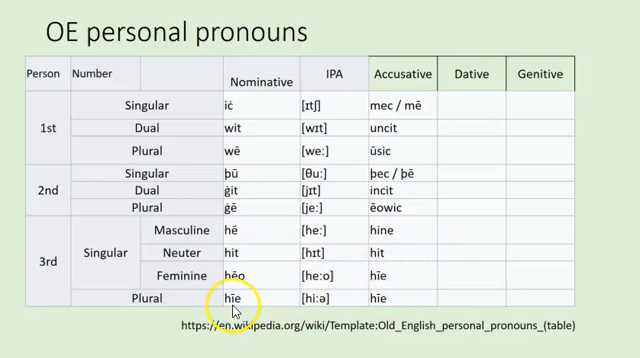 OE personal pronouns
Person Number Nominative IPA Accusative Dative Genitive
1st Singular iċ [ɪtʃ] mec / mē
Dual wit [wɪt] uncit
Plural wē [weː] ūsic
2nd Singular þū [θuː] þec / þē
Dual ġit [jɪt] incit
Plural ġē [jeː] ēowic
3rd Singular Masculine hē [heː] hine
Neuter hit [hɪt] hit
Feminine hēo [heːo] hīe
Plural hīe [hiːə] hīe
https://en.wikipedia.org/wiki/Template:Old_English_personal_pronouns_(table)